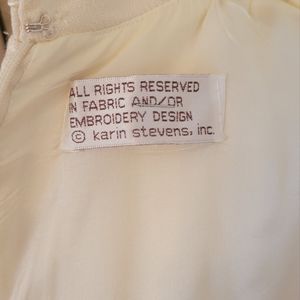 ALL RIGHTS RESERVED
IN FABRIC AND/OR
EMBROIDERY DESIGN
© karin stevens, inc.